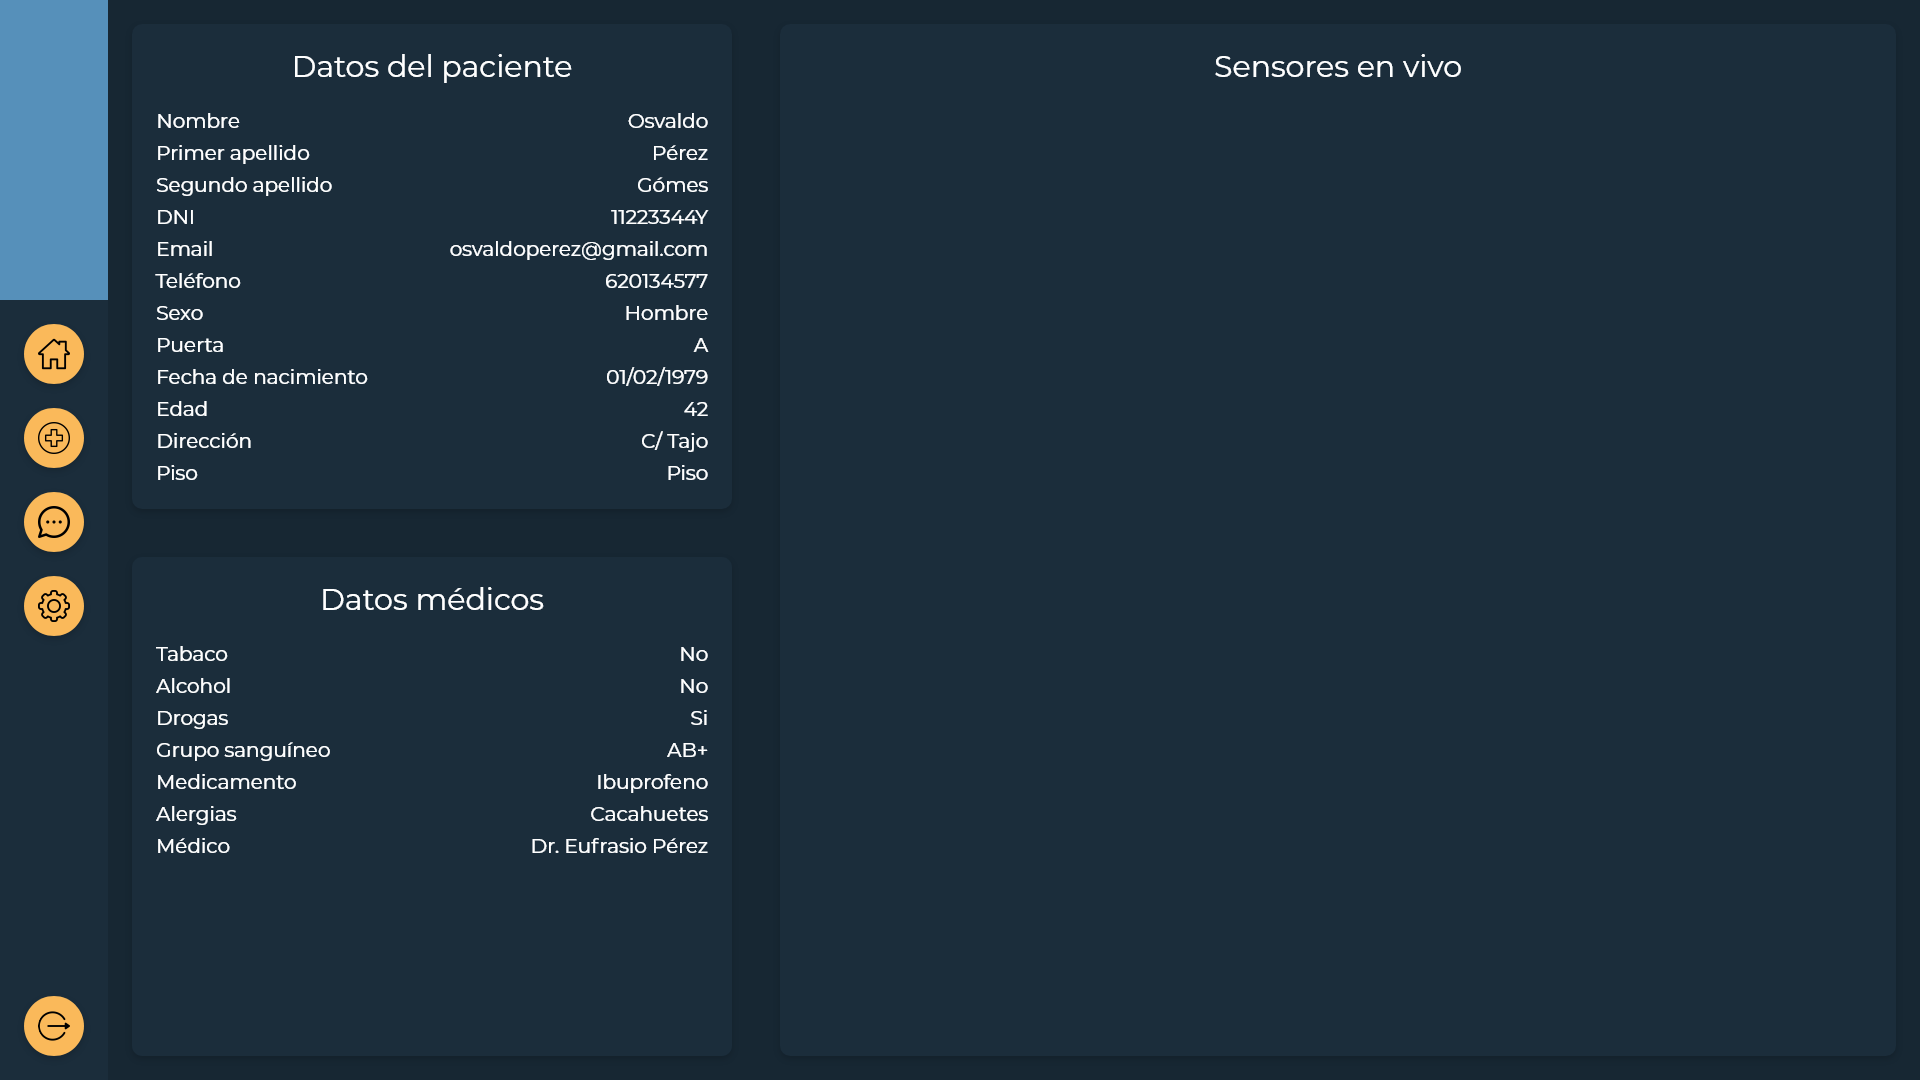 Datos del paciente
Nombre Osvaldo
Primer apellido Pérez
Segundo apellido Gómes
DNI 11223344Y
Email osvaldoperez@gmail.com
Teléfono 620134577
Sexo Hombre
Puerta A
Fecha de nacimiento 01/02/1979
Edad 42
Dirección C/ Tajo
Piso Piso
Datos médicos
Tabaco No
Alcohol No
Drogas Si
Grupo sanguíneo AB+
Medicamento Ibuprofeno
Alergias Cacahuetes
Médico Dr. Eufrasio Pérez
Sensores en vivo